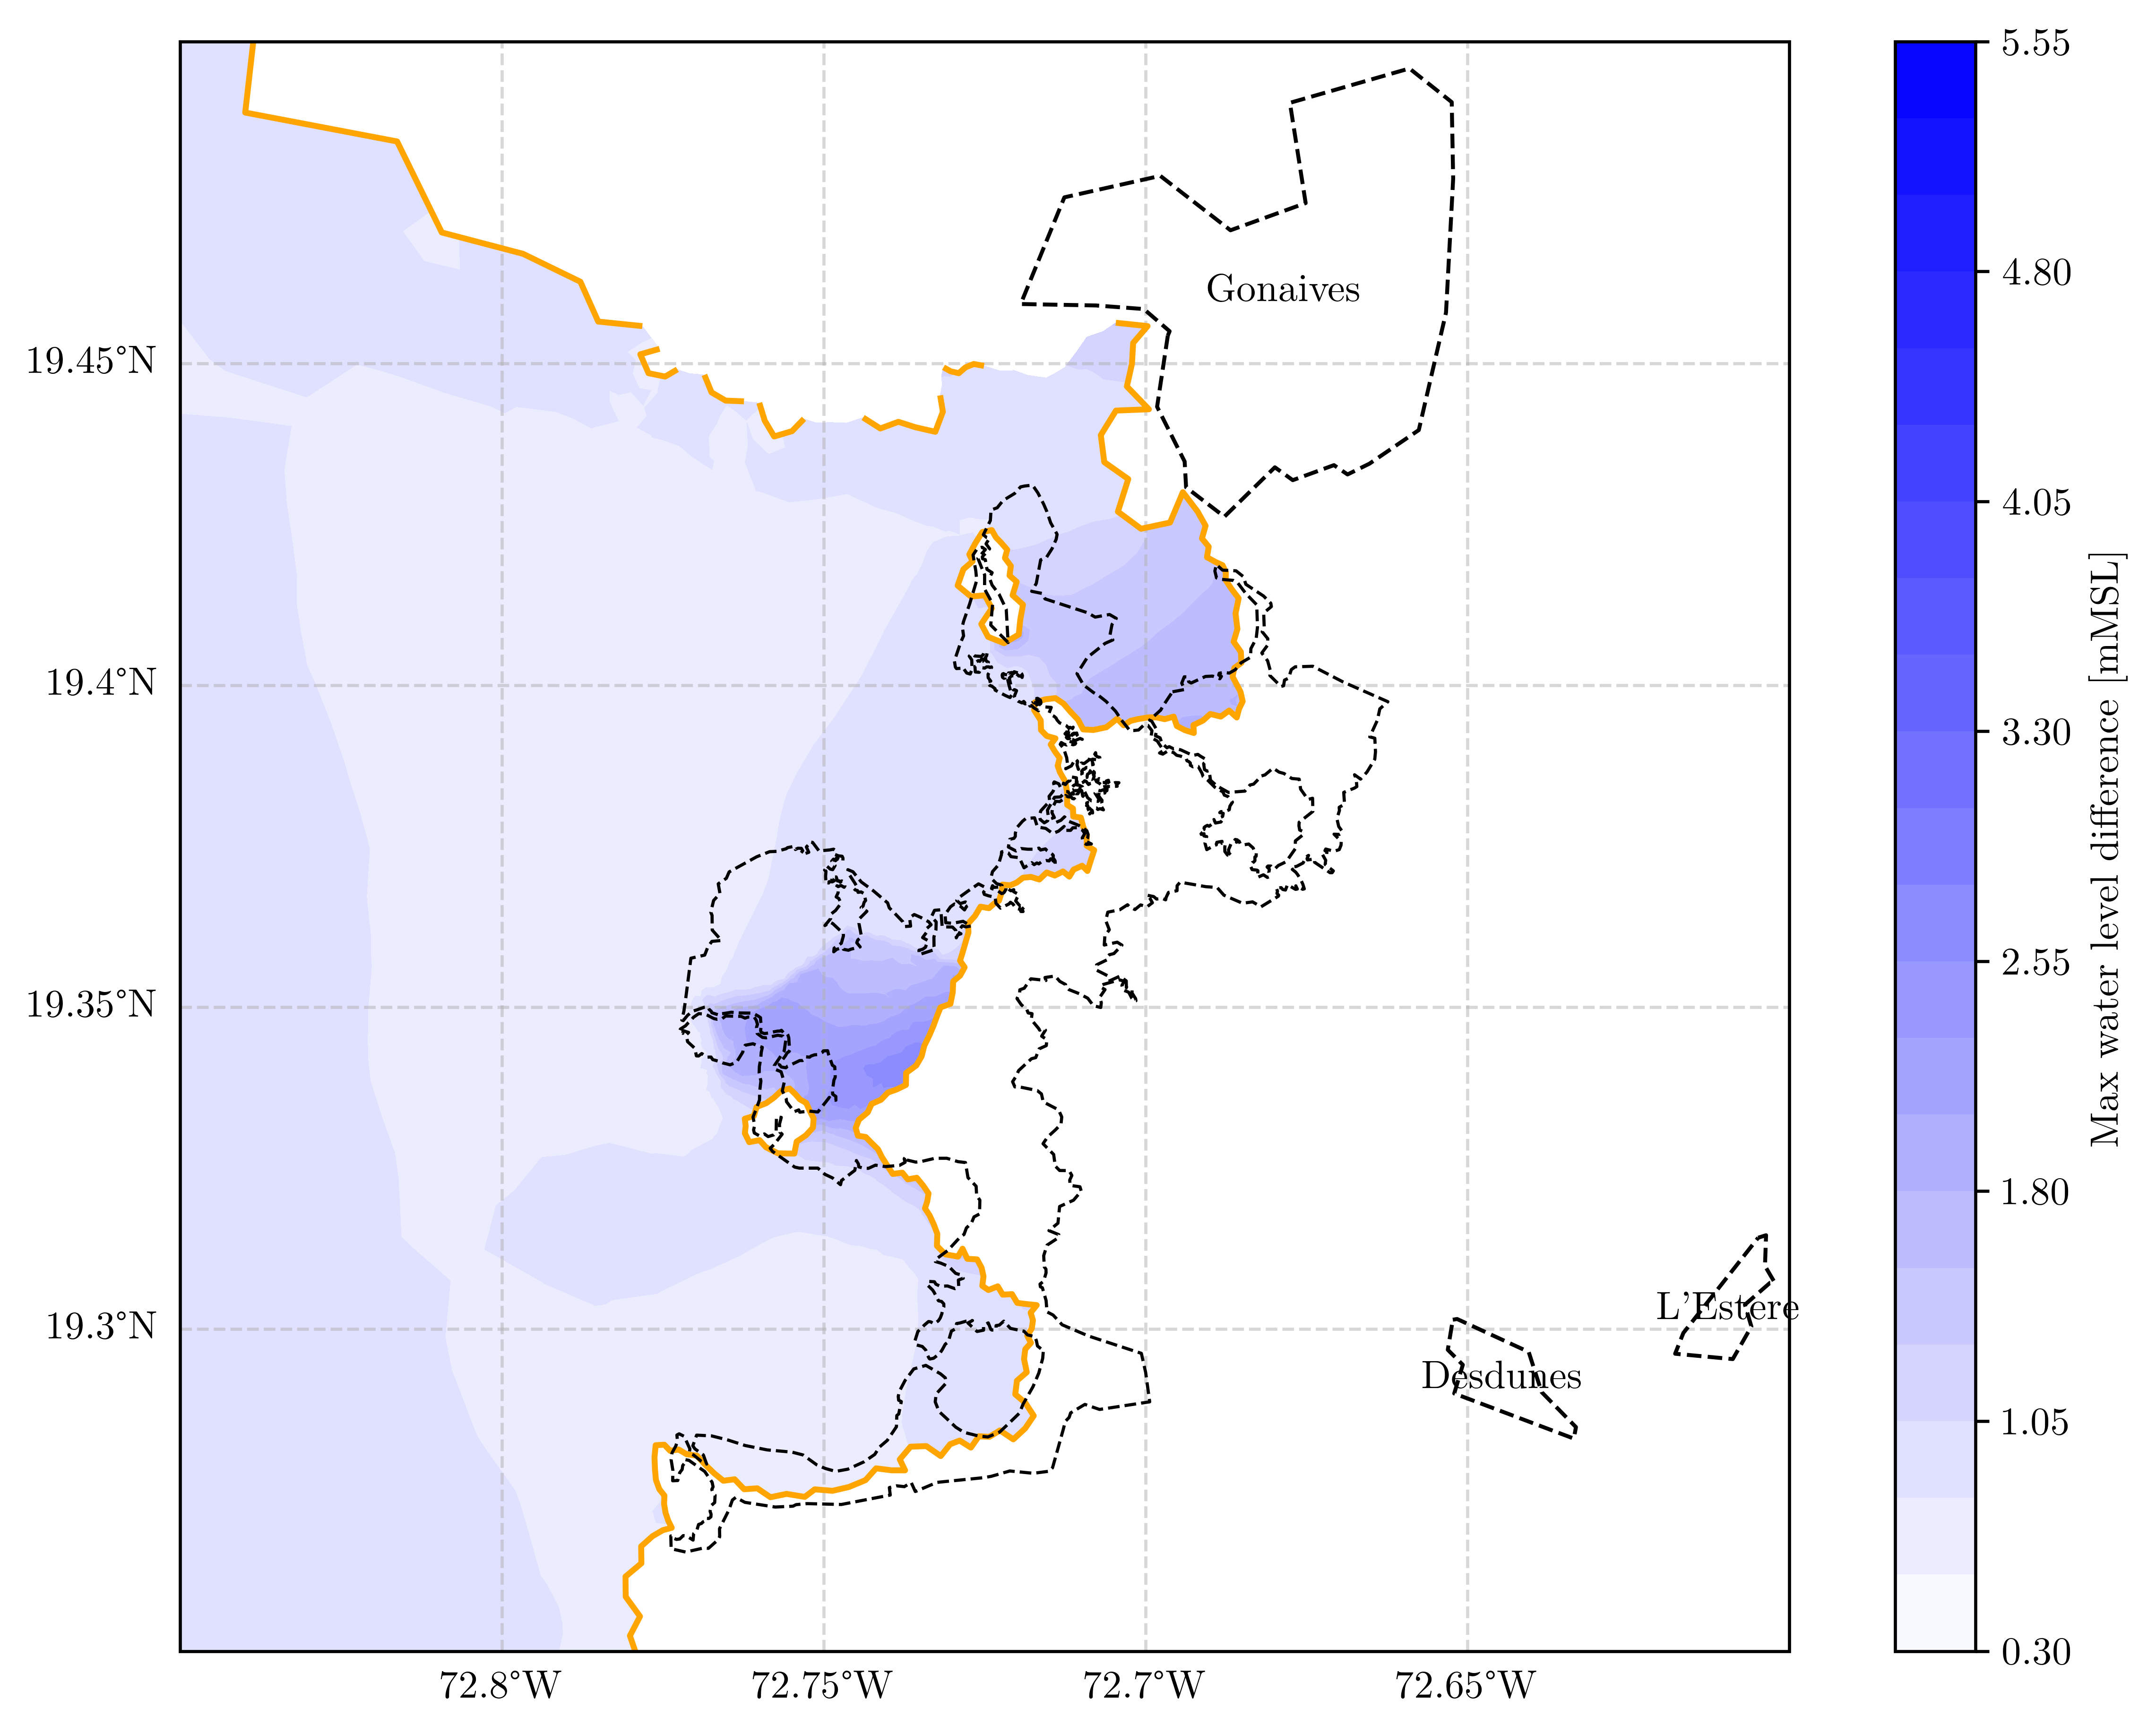 5.55
4.80
Gonaives
19.45°N
4.05
19.4°N
3.30
Max water level difference [mMSL]
2.55
19.35°N
1.80
L'Estere
19.3°N
Desdunes
1.05
0.30
72.8°W
72.75°W
72.7°W
72.65°W